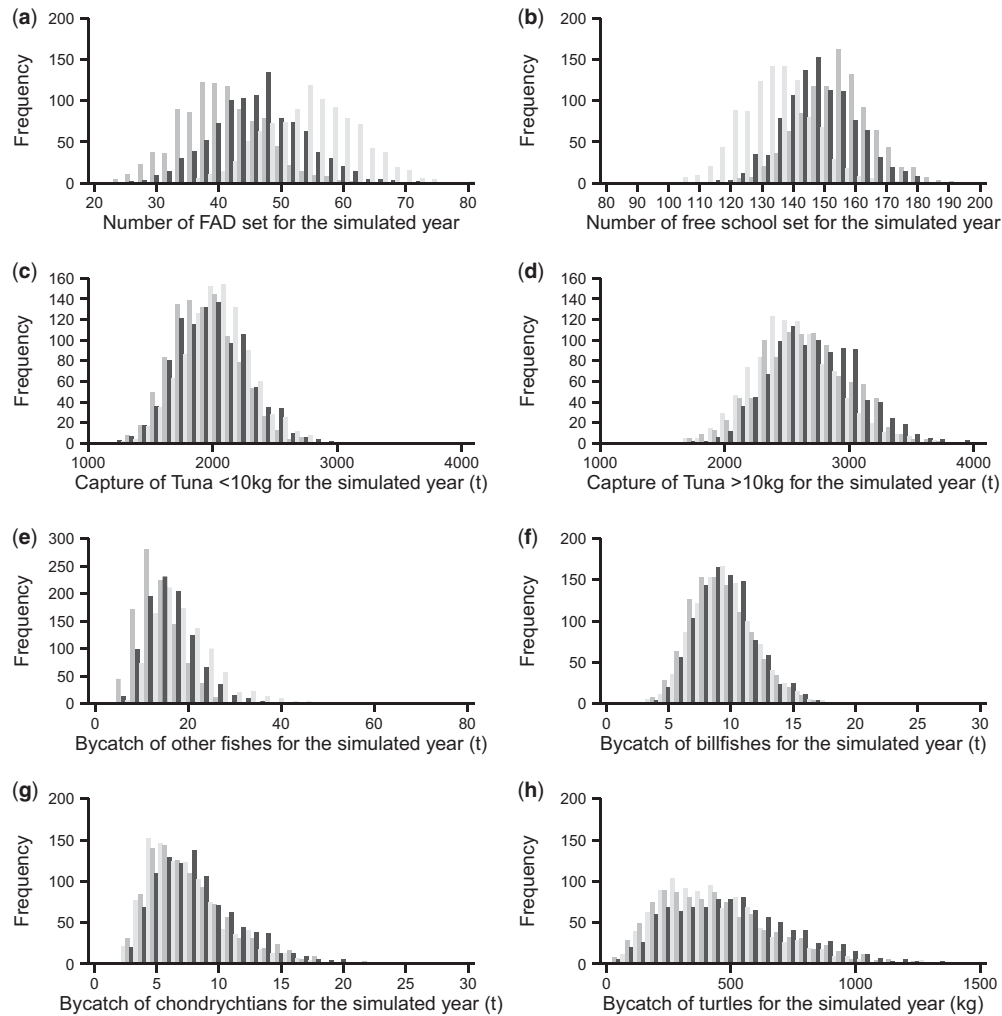 (a)
200
150
100
50
0
Frequency
20 30 40 50 60 70 80
Number of FAD set for the simulated year
(b)
200
150
100
50
0
Frequency
80 90 100 110 120 130 140 150 160 170 180 190 200
Number of free school set for the simulated year
(c)
160
140
120
100
80
60
40
20
0
Frequency
1000 2000 3000 4000
Capture of Tuna <10kg for the simulated year (t)
(d)
160
140
120
100
80
60
40
20
0
Frequency
1000 2000 3000 4000
Capture of Tuna >10kg for the simulated year (t)
(e)
300
250
200
150
100
50
0
Frequency
0 20 40 60 80
Bycatch of other fishes for the simulated year (t)
(f)
200
150
100
50
0
Frequency
0 5 10 15 20 25 30
Bycatch of billfishes for the simulated year (t)
(g)
200
150
100
50
0
Frequency
0 5 10 15 20 25 30
Bycatch of chondrychtians for the simulated year (t)
(h)
200
150
100
50
0
Frequency
0 500 1000 1500
Bycatch of turtles for the simulated year (kg)